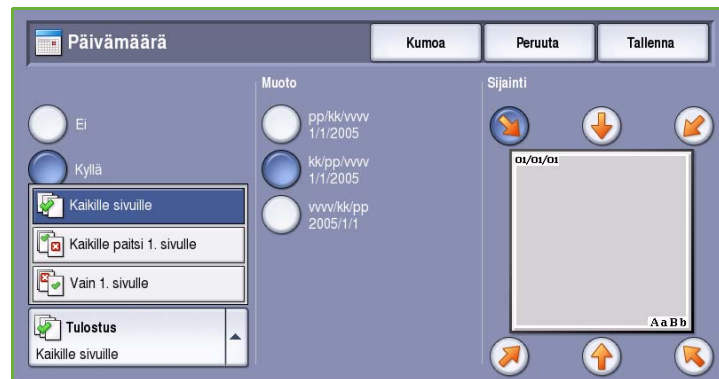 Päivämäärä
Kumoa
Peruuta
Tallenna
Ei
Kyllä
Kaikille sivuille
Kaikille paitsi 1. sivulle
Vain 1. sivulle
Tulostus
Kaikille sivuille
Muoto
pp/kk/vvvv
1/1/2005
kk/pp/vvvv
1/1/2005
vvvv/kk/pp
2005/1/1
Sijainti
01/01/01
AaBb